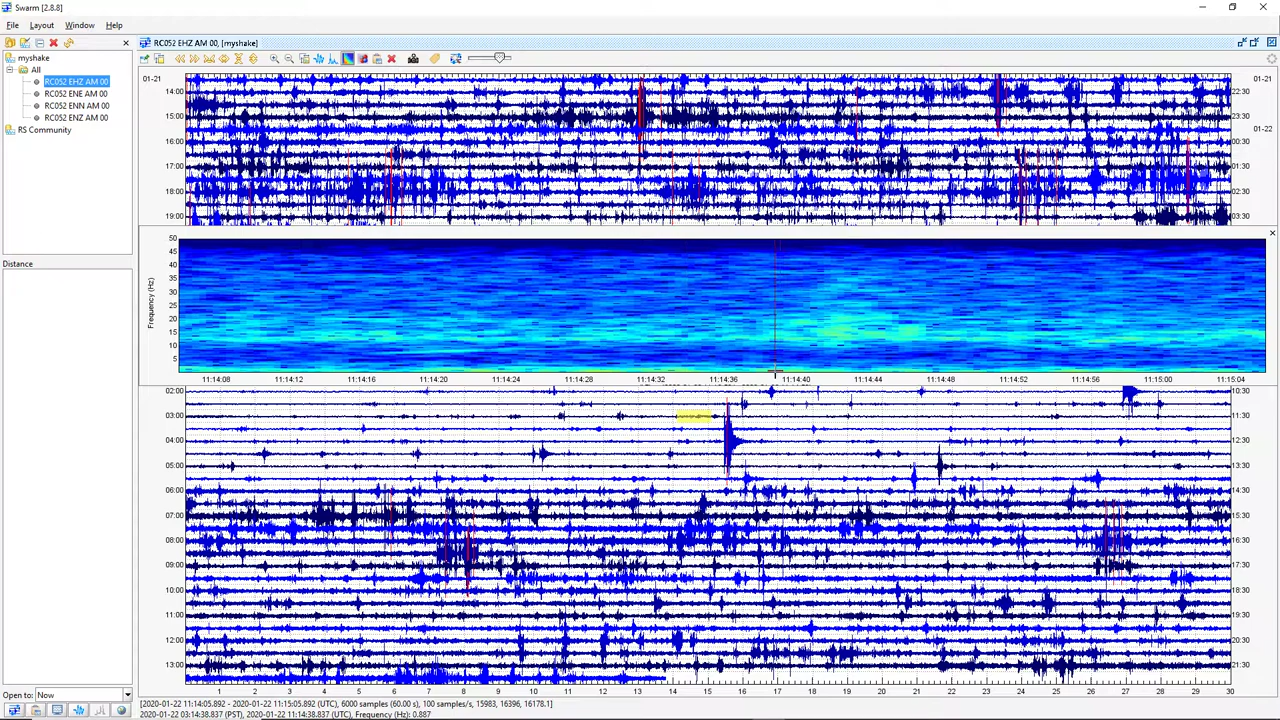 Swarm [2.8.8]
File Layout Window Help
RC052 EHZ AM 00, [myshake]
myshake
All
RC052 EHZ AM 00
RC052 ENE AM 00
RC052 ENN AM 00
RC052 ENZ AM 00
RS Community
Distance
Open to: Now
01-21 01-21
14:00 22:30
15:00 23:30
01-22
16:00 00:30
17:00 01:30
18:00 02:30
19:00 03:30
Frequency (Hz)
50
45
40
35
30
25
20
15
10
5
11:14:08 11:14:12 11:14:16 11:14:20 11:14:24 11:14:28 11:14:32 11:14:36 11:14:40 11:14:44 11:14:48 11:14:52 11:14:56 11:15:00 11:15:04
02:00 10:30
03:00 11:30
04:00 12:30
05:00 13:30
06:00 14:30
07:00 15:30
08:00 16:30
09:00 17:30
10:00 18:30
11:00 19:30
12:00 20:30
13:00 21:30
1 2 3 4 5 6 7 8 9 10 11 12 13 14 15 16 17 18 19 20 21 22 23 24 25 26 27 28 29 30
[2020-01-22 11:14:05.892 - 2020-01-22 11:15:05.892 (UTC), 6000 samples (60.00 s), 100 samples/s, 15983, 16396, 16178.1]
2020-01-22 03:14:38.837 (PST), 2020-01-22 11:14:38.837 (UTC), Frequency (Hz): 0.887